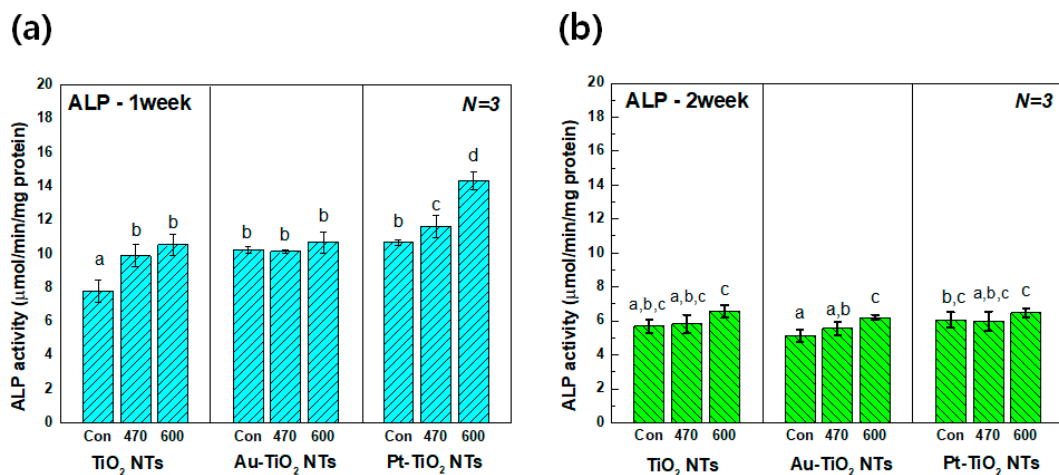 (a)
ALP - 1week
N=3
ALP activity (μmol/min/mg protein)
20
18
16
14
12
10
8
6
4
2
0
a
b
b
b
b
b
b
c
d
Con 470 600 Con 470 600 Con 470 600
TiO₂ NTs Au-TiO₂ NTs Pt-TiO₂ NTs
(b)
ALP - 2week
N=3
ALP activity (μmol/min/mg protein)
20
18
16
14
12
10
8
6
4
2
0
a,b,c
a,b,c
c
a
a,b
c
b,c
a,b,c
c
Con 470 600 Con 470 600 Con 470 600
TiO₂ NTs Au-TiO₂ NTs Pt-TiO₂ NTs